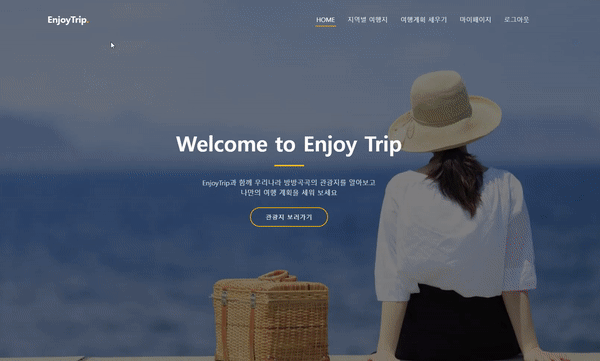 EnjoyTrip.
HOME 지역별 여행지 여행계획 세우기 마이페이지 로그아웃
Welcome to Enjoy Trip
EnjoyTrip과 함께 우리나라 방방곡곡의 관광지를 알아보고
나만의 여행 계획을 세워 보세요
관광지 보러가기